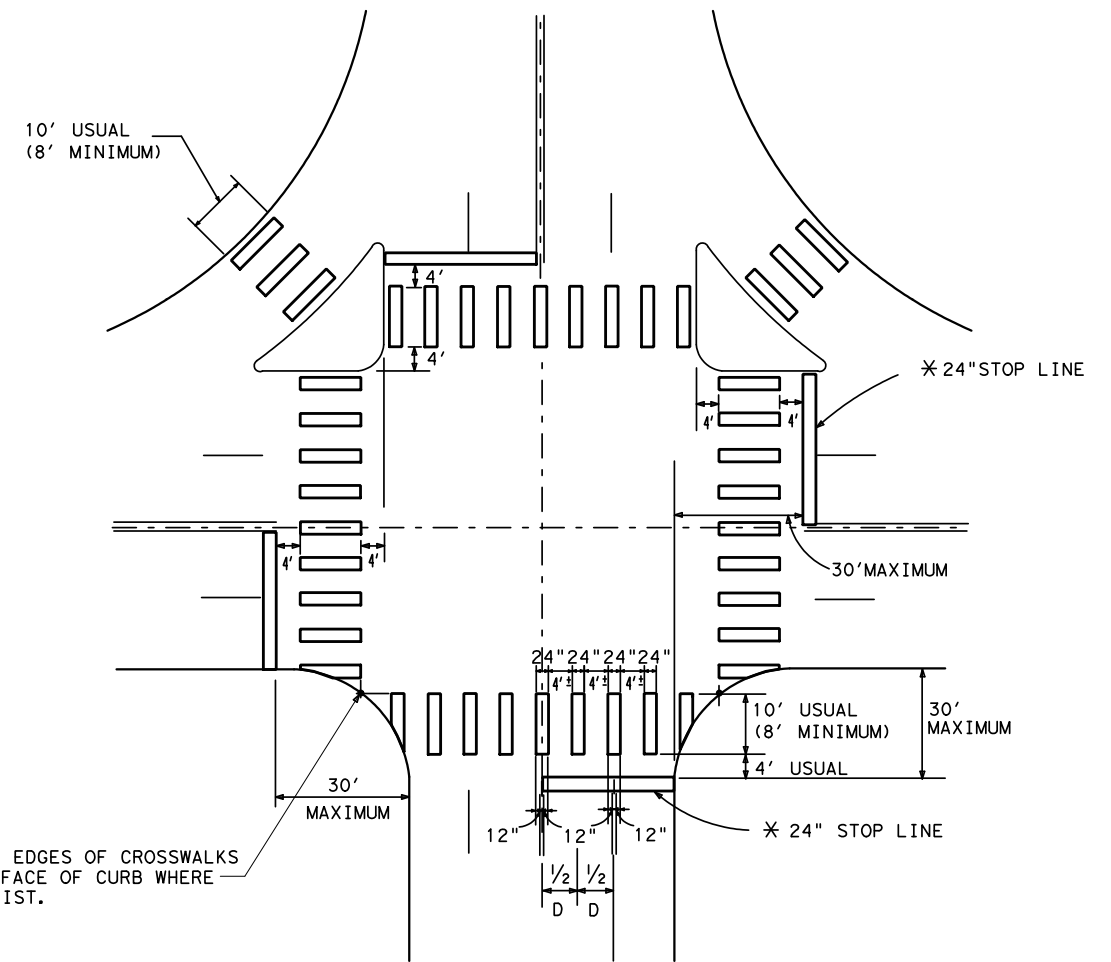 10' USUAL
(8' MINIMUM)
4'
4'
✳ 24"STOP LINE
4'
4'
4'
4'
30'MAXIMUM
24"24"24"24"
4'± 4'± 4'±
10' USUAL
(8' MINIMUM)
30'
MAXIMUM
4' USUAL
30'
MAXIMUM
12" 12" 12"
✳ 24" STOP LINE
EDGES OF CROSSWALKS
FACE OF CURB WHERE
IST.
1/2 1/2
D D